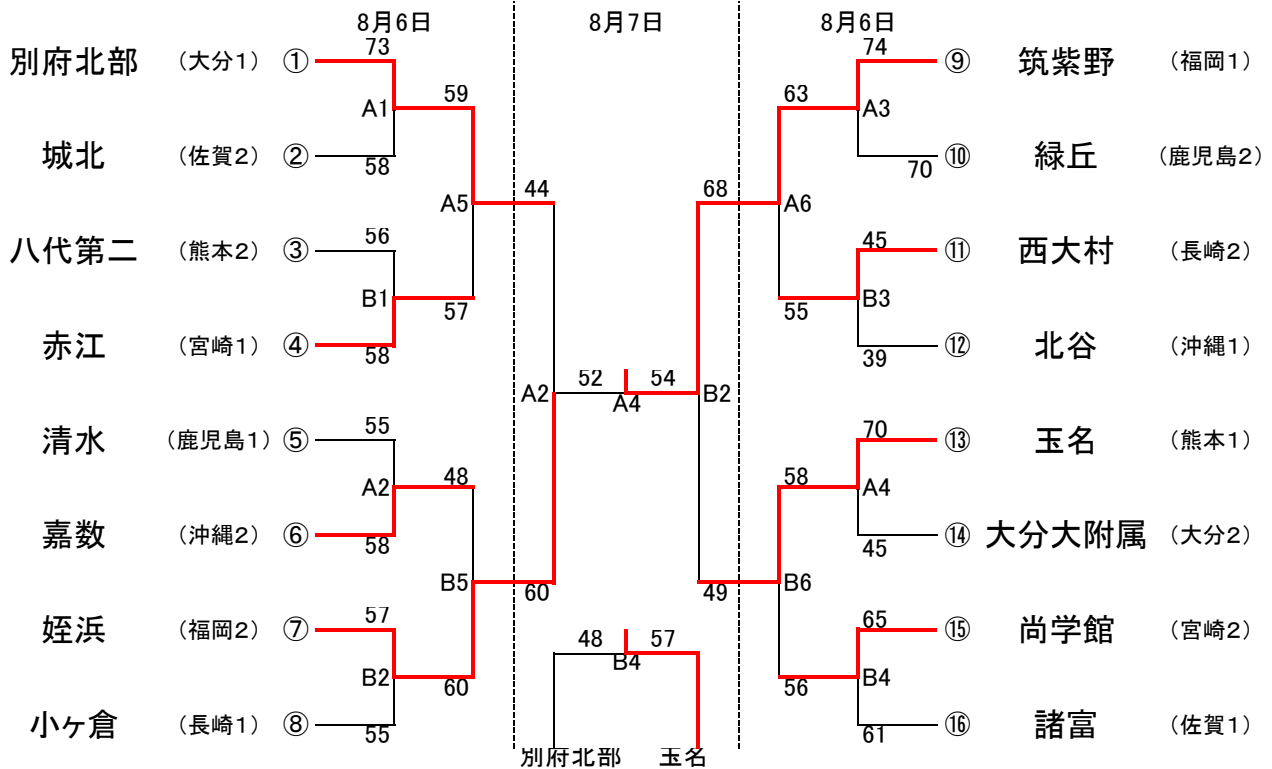 8月6日 8月7日 8月6日
73 74
別府北部 (大分1) ① ⑨ 筑紫野 (福岡1)
59 63
A1 A3
城北 (佐賀2) ② ⑩ 緑丘 (鹿児島2)
58 70
44 68
A5 A6
56 45
八代第二 (熊本2) ③ ⑪ 西大村 (長崎2)
B1 B3
57 55
赤江 (宮崎1) ④ ⑫ 北谷 (沖縄1)
58 39
52 54
A2 A4 B2
55 70
清水 (鹿児島1) ⑤ ⑬ 玉名 (熊本1)
48 58
A2 A4
嘉数 (沖縄2) ⑥ ⑭ 大分大附属 (大分2)
58 45
B5 B6
60 49
57 65
姪浜 (福岡2) ⑦ ⑮ 尚学館 (宮崎2)
48 57
B4
B2 B4
60 56
小ヶ倉 (長崎1) ⑧ ⑯ 諸富 (佐賀1)
55 61
別府北部 玉名